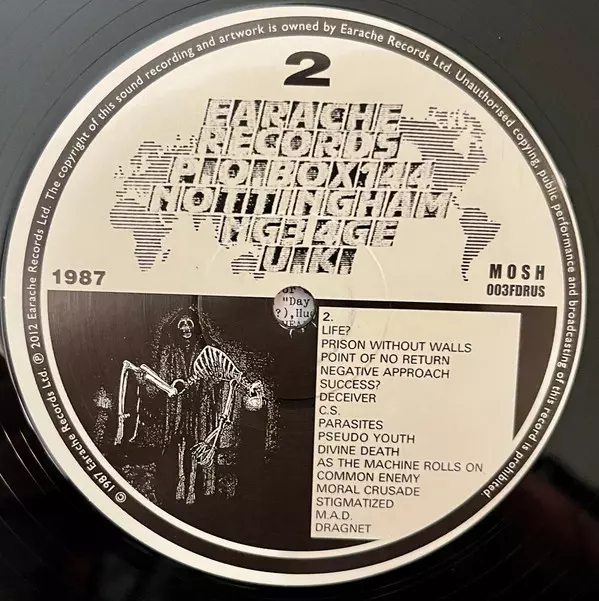 © 1987 Earache Records Ltd. ℗ 2012 Earache Records Ltd. The copyright of this sound recording and artwork is owned by Earache Records Ltd. Unauthorised copying, public performance and broadcasting of this record is prohibited.
2
EARACHE
RECORDS
P.O.BOX144
NOTTINGHAM
NG34GE
U.K.
1987
MOSH
003FDRUS
"Day
?), Hug
2.
LIFE?
PRISON WITHOUT WALLS
POINT OF NO RETURN
NEGATIVE APPROACH
SUCCESS?
DECEIVER
C.S.
PARASITES
PSEUDO YOUTH
DIVINE DEATH
AS THE MACHINE ROLLS ON
COMMON ENEMY
MORAL CRUSADE
STIGMATIZED
M.A.D.
DRAGNET